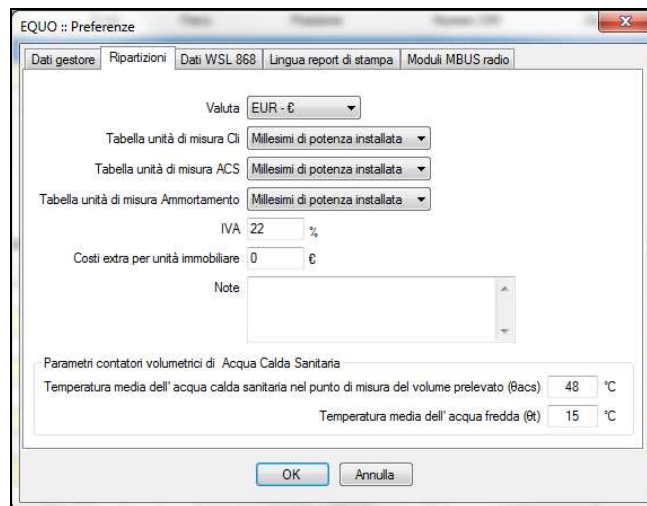 EQUO :: Preferenze
Dati gestore Ripartizioni Dati WSL 868 Lingua report di stampa Moduli MBUS radio
Valuta EUR - €
Tabella unità di misura Cli Millesimi di potenza installata
Tabella unità di misura ACS Millesimi di potenza installata
Tabella unità di misura Ammortamento Millesimi di potenza installata
IVA 22 %
Costi extra per unità immobiliare 0 €
Note
Parametri contatori volumetrici di Acqua Calda Sanitaria
Temperatura media dell' acqua calda sanitaria nel punto di misura del volume prelevato (θacs) 48 °C
Temperatura media dell' acqua fredda (θt) 15 °C
OK Annulla